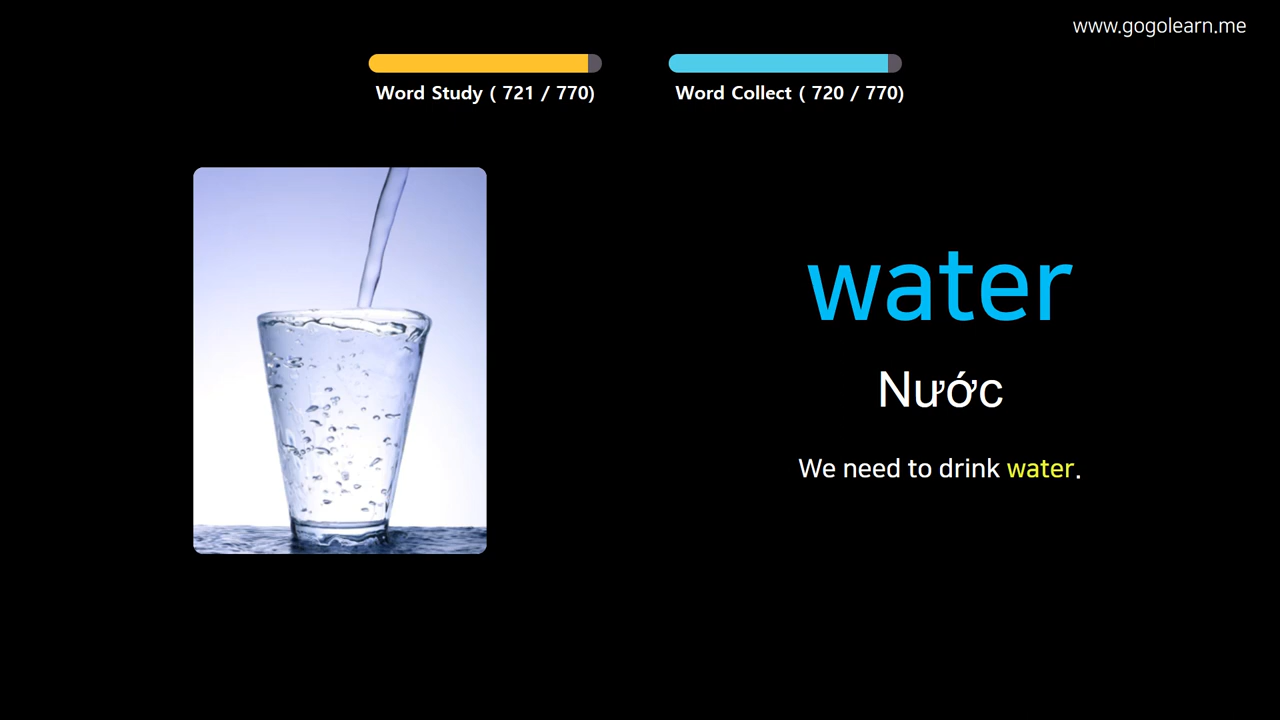 www.gogolearn.me
Word Study ( 721 / 770)
Word Collect ( 720 / 770)
water
Nước
We need to drink water.